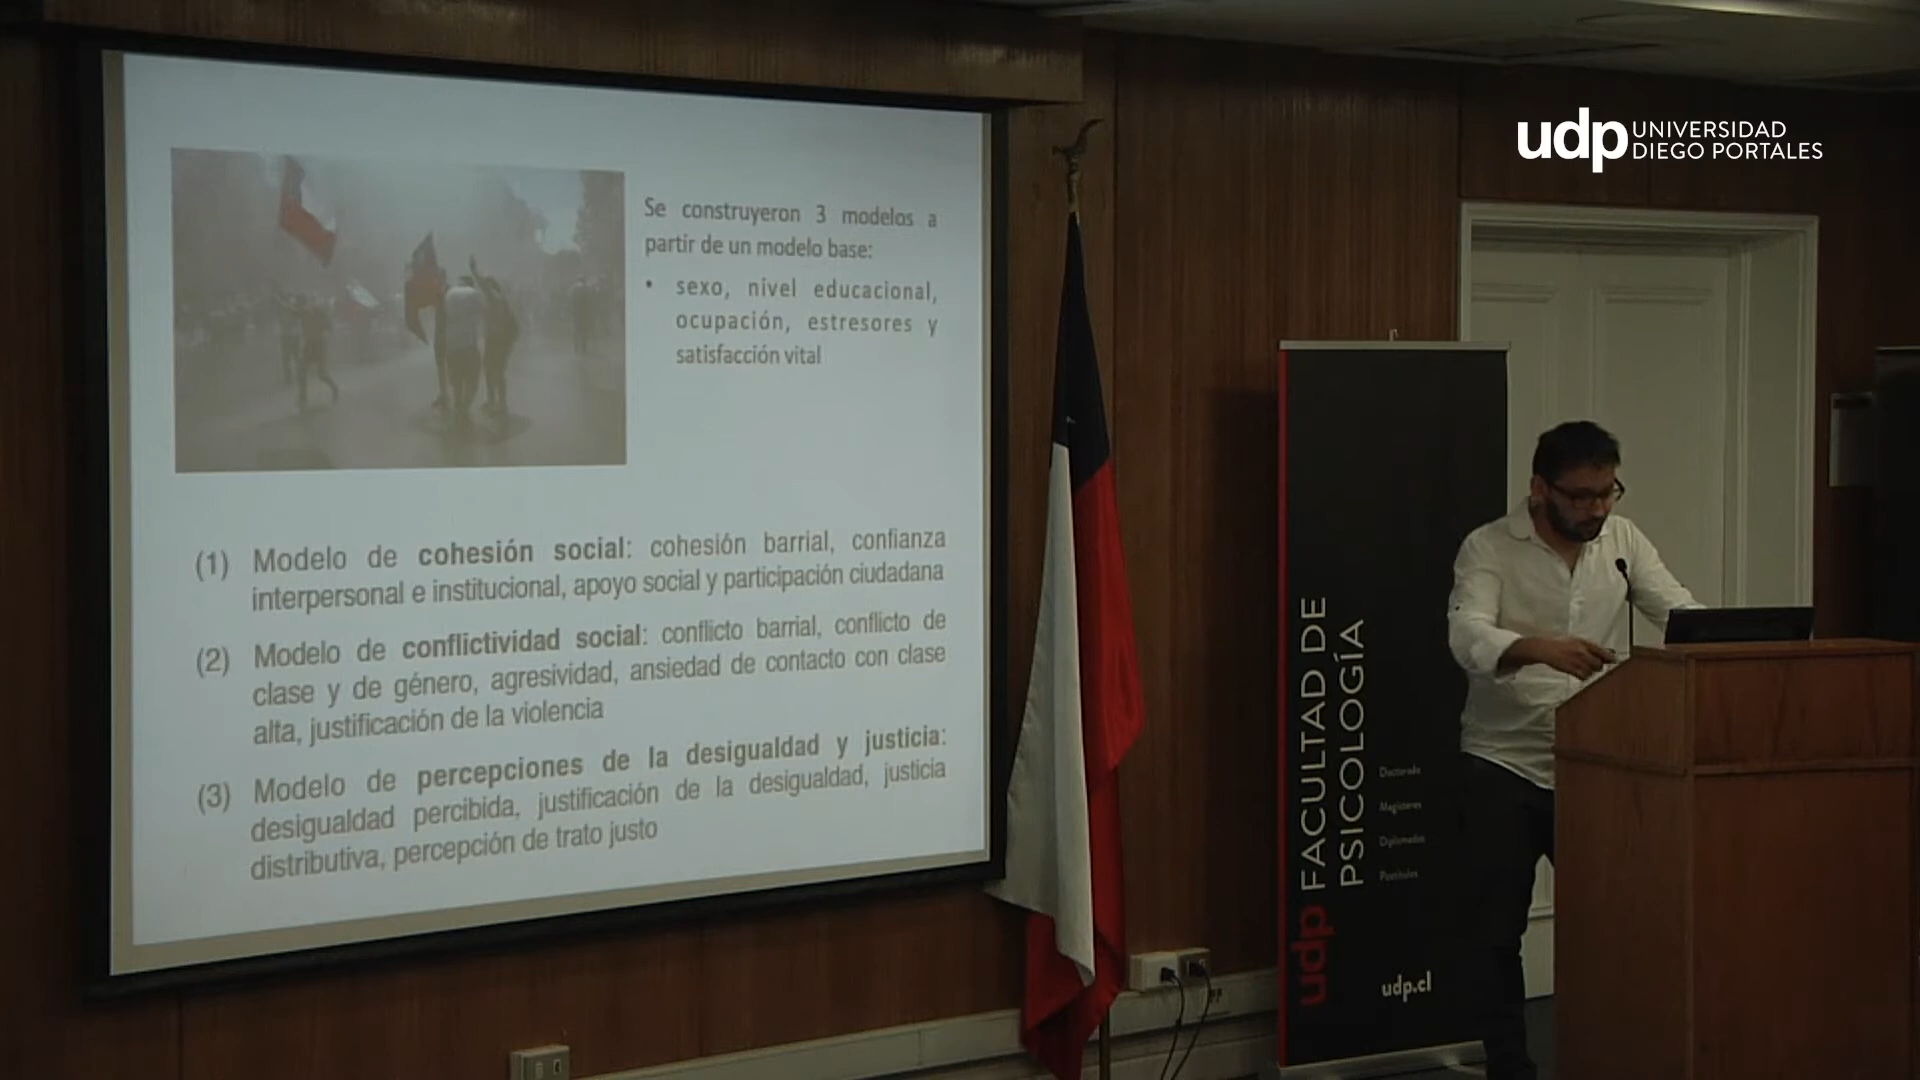 Se construyeron 3 modelos a
partir de un modelo base:
• sexo, nivel educacional,
ocupación, estresores y
satisfacción vital
(1) Modelo de cohesión social: cohesión barrial, confianza
interpersonal e institucional, apoyo social y participación ciudadana
(2) Modelo de conflictividad social: conflicto barrial, conflicto de
clase y de género, agresividad, ansiedad de contacto con clase
alta, justificación de la violencia
(3) Modelo de percepciones de la desigualdad y justicia:
desigualdad percibida, justificación de la desigualdad, justicia
distributiva, percepción de trato justo
udp UNIVERSIDAD
DIEGO PORTALES
udp FACULTAD DE
PSICOLOGÍA
Doctorado
Magísteres
Diplomados
Postítulos
udp.cl